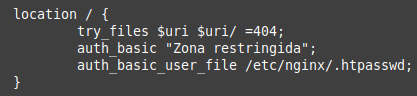 location / {
        try_files $uri $uri/ =404;
        auth_basic "Zona restringida";
        auth_basic_user_file /etc/nginx/.htpasswd;
}